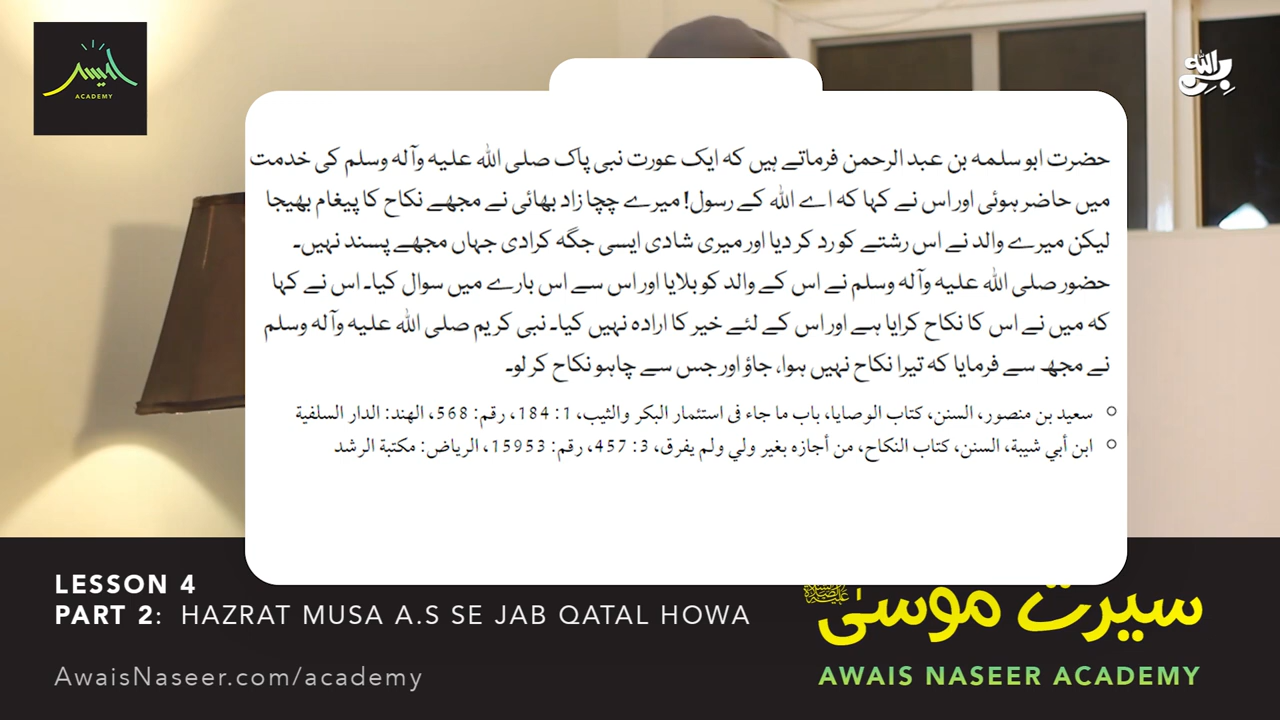 الیسر
ACADEMY
بسم اللہ
حضرت ابو سلمہ بن عبد الرحمن فرماتے ہیں کہ ایک عورت نبی پاک صلی اللہ علیہ وآلہ وسلم کی خدمت
میں حاضر ہوئی اور اس نے کہا کہ اے اللہ کے رسول! میرے چچا زاد بھائی نے مجھے نکاح کا پیغام بھیجا
لیکن میرے والد نے اس رشتے کو رد کر دیا اور میری شادی ایسی جگہ کرادی جہاں مجھے پسند نہیں۔
حضور صلی اللہ علیہ وآلہ وسلم نے اس کے والد کو بلایا اور اس سے اس بارے میں سوال کیا۔ اس نے کہا
کہ میں نے اس کا نکاح کرایا ہے اور اس کے لئے خیر کا ارادہ نہیں کیا۔ نبی کریم صلی اللہ علیہ وآلہ وسلم
نے مجھ سے فرمایا کہ تیرا نکاح نہیں ہوا، جاؤ اور جس سے چاہو نکاح کر لو۔
سعيد بن منصور، السنن، كتاب الوصايا، باب ما جاء فى استئمار البكر والثيب، 1: 184، رقم: 568، الهند: الدار السلفية
ابن أبي شيبة، السنن، كتاب النكاح، من أجازه بغير ولي ولم يفرق، 3: 457، رقم: 15953، الرياض: مكتبة الرشد
LESSON 4
PART 2: HAZRAT MUSA A.S SE JAB QATAL HOWA
AwaisNaseer.com/academy
سیرت موسیٰ
AWAIS NASEER ACADEMY